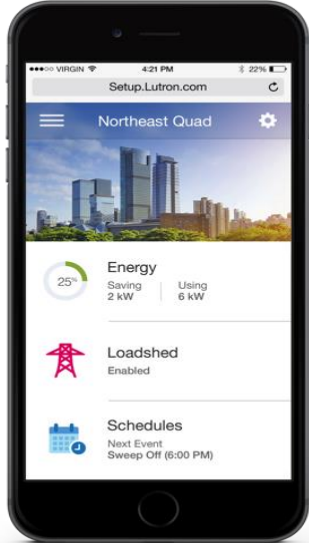 ●●●○○ VIRGIN 4:21 PM 22%
Setup.Lutron.com
Northeast Quad
25%
Energy
Saving Using
2 kW 6 kW
Loadshed
Enabled
Schedules
Next Event
Sweep Off (6:00 PM)